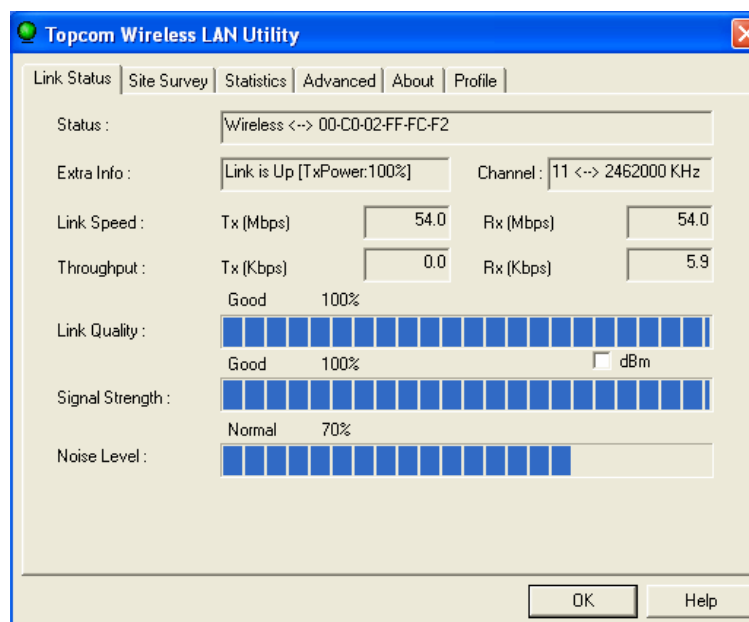 Topcom Wireless LAN Utility
Link Status Site Survey Statistics Advanced About Profile
Status : Wireless <--> 00-C0-02-FF-FC-F2
Extra Info : Link is Up [TxPower:100%] Channel : 11 <--> 2462000 KHz
Link Speed : Tx (Mbps) 54.0 Rx (Mbps) 54.0
Throughput : Tx (Kbps) 0.0 Rx (Kbps) 5.9
Good 100%
Link Quality :
Good 100% dBm
Signal Strength :
Normal 70%
Noise Level :
OK Help